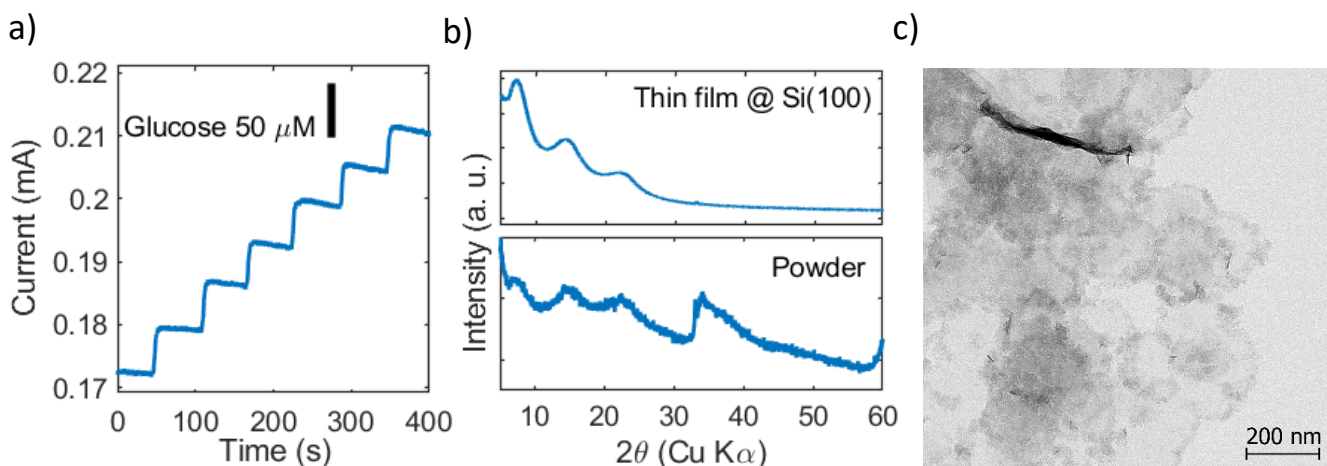 a)
0.22
0.21
0.2
0.19
0.18
0.17
Current (mA)
Glucose 50 μM
0 100 200 300 400
Time (s)
b)
Thin film @ Si(100)
Powder
Intensity (a. u.)
10 20 30 40 50 60
2θ (Cu Kα)
c)
200 nm